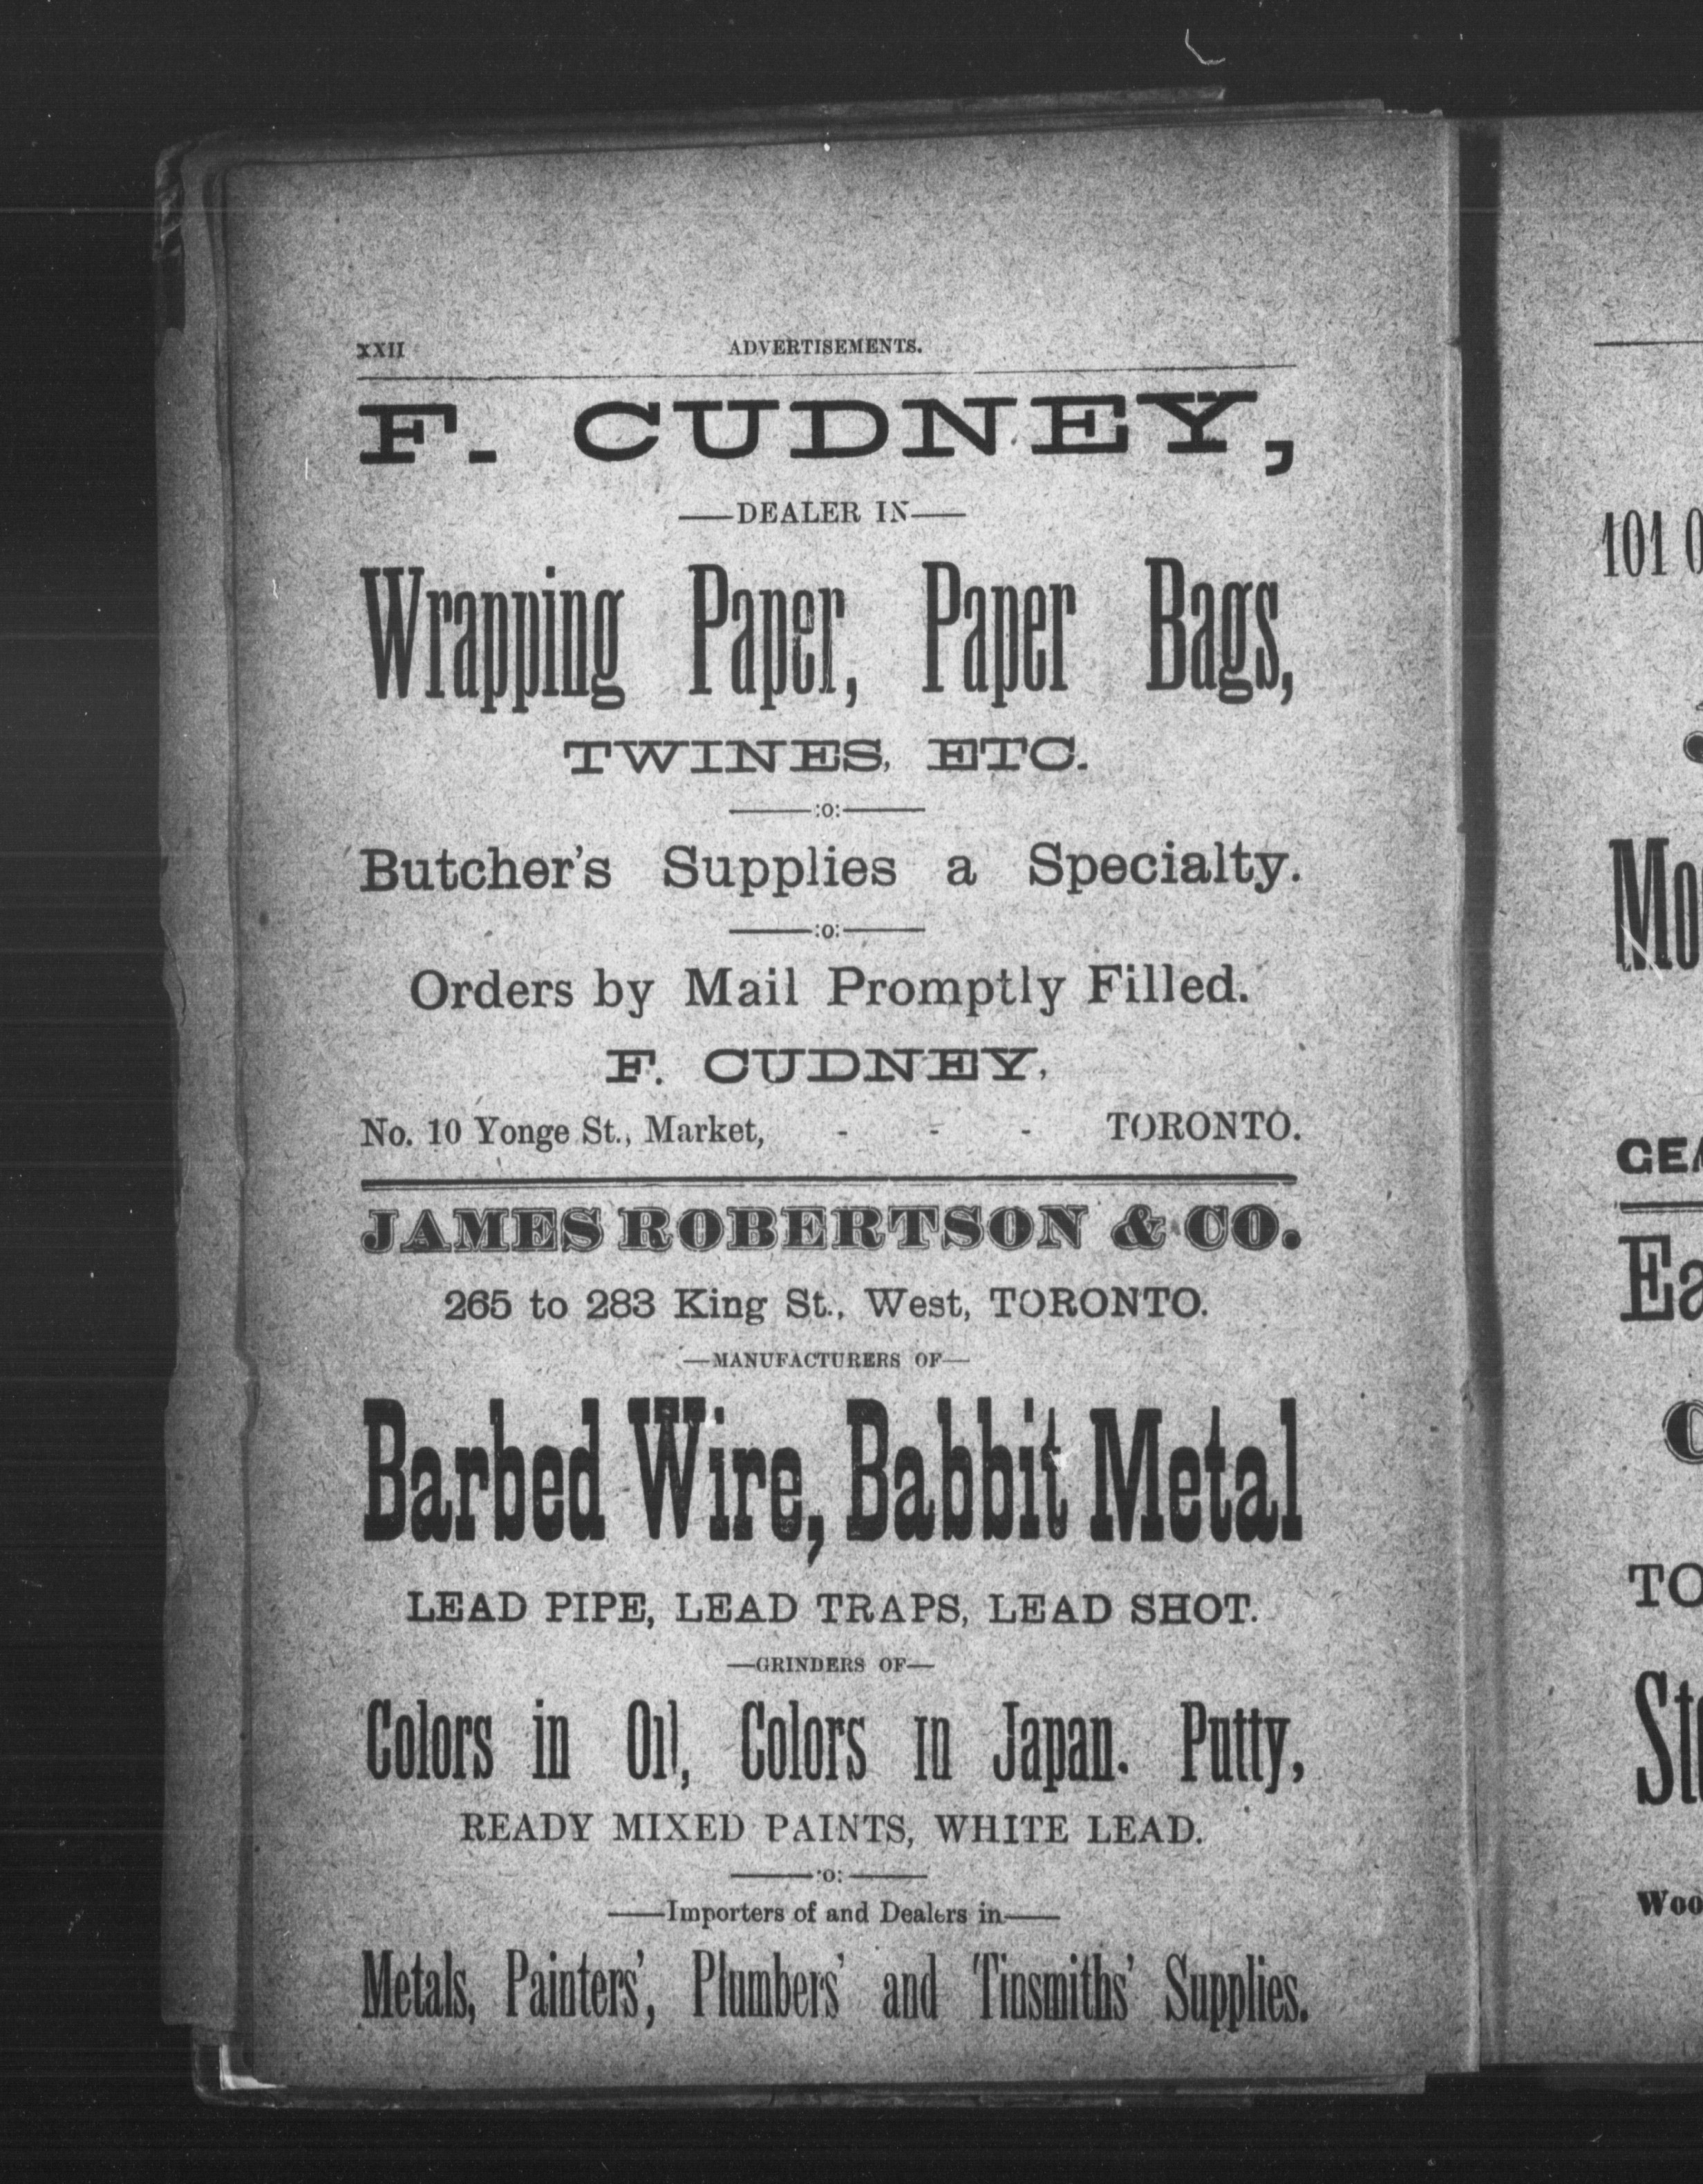 XXII ADVERTISEMENTS.
F. CUDNEY,
—DEALER IN—
Wrapping Paper, Paper Bags,
TWINES, ETC.
—:o:—
Butcher's Supplies a Specialty.
—:o:—
Orders by Mail Promptly Filled.
F. CUDNEY,
No. 10 Yonge St., Market, - - - TORONTO.
JAMES ROBERTSON & CO.
265 to 283 King St., West, TORONTO.
—MANUFACTURERS OF—
Barbed Wire, Babbit Metal
LEAD PIPE, LEAD TRAPS, LEAD SHOT.
—GRINDERS OF—
Colors in Oil, Colors in Japan. Putty,
READY MIXED PAINTS, WHITE LEAD.
—:o:—
—Importers of and Dealers in—
Metals, Painters', Plumbers' and Tinsmiths' Supplies.
101